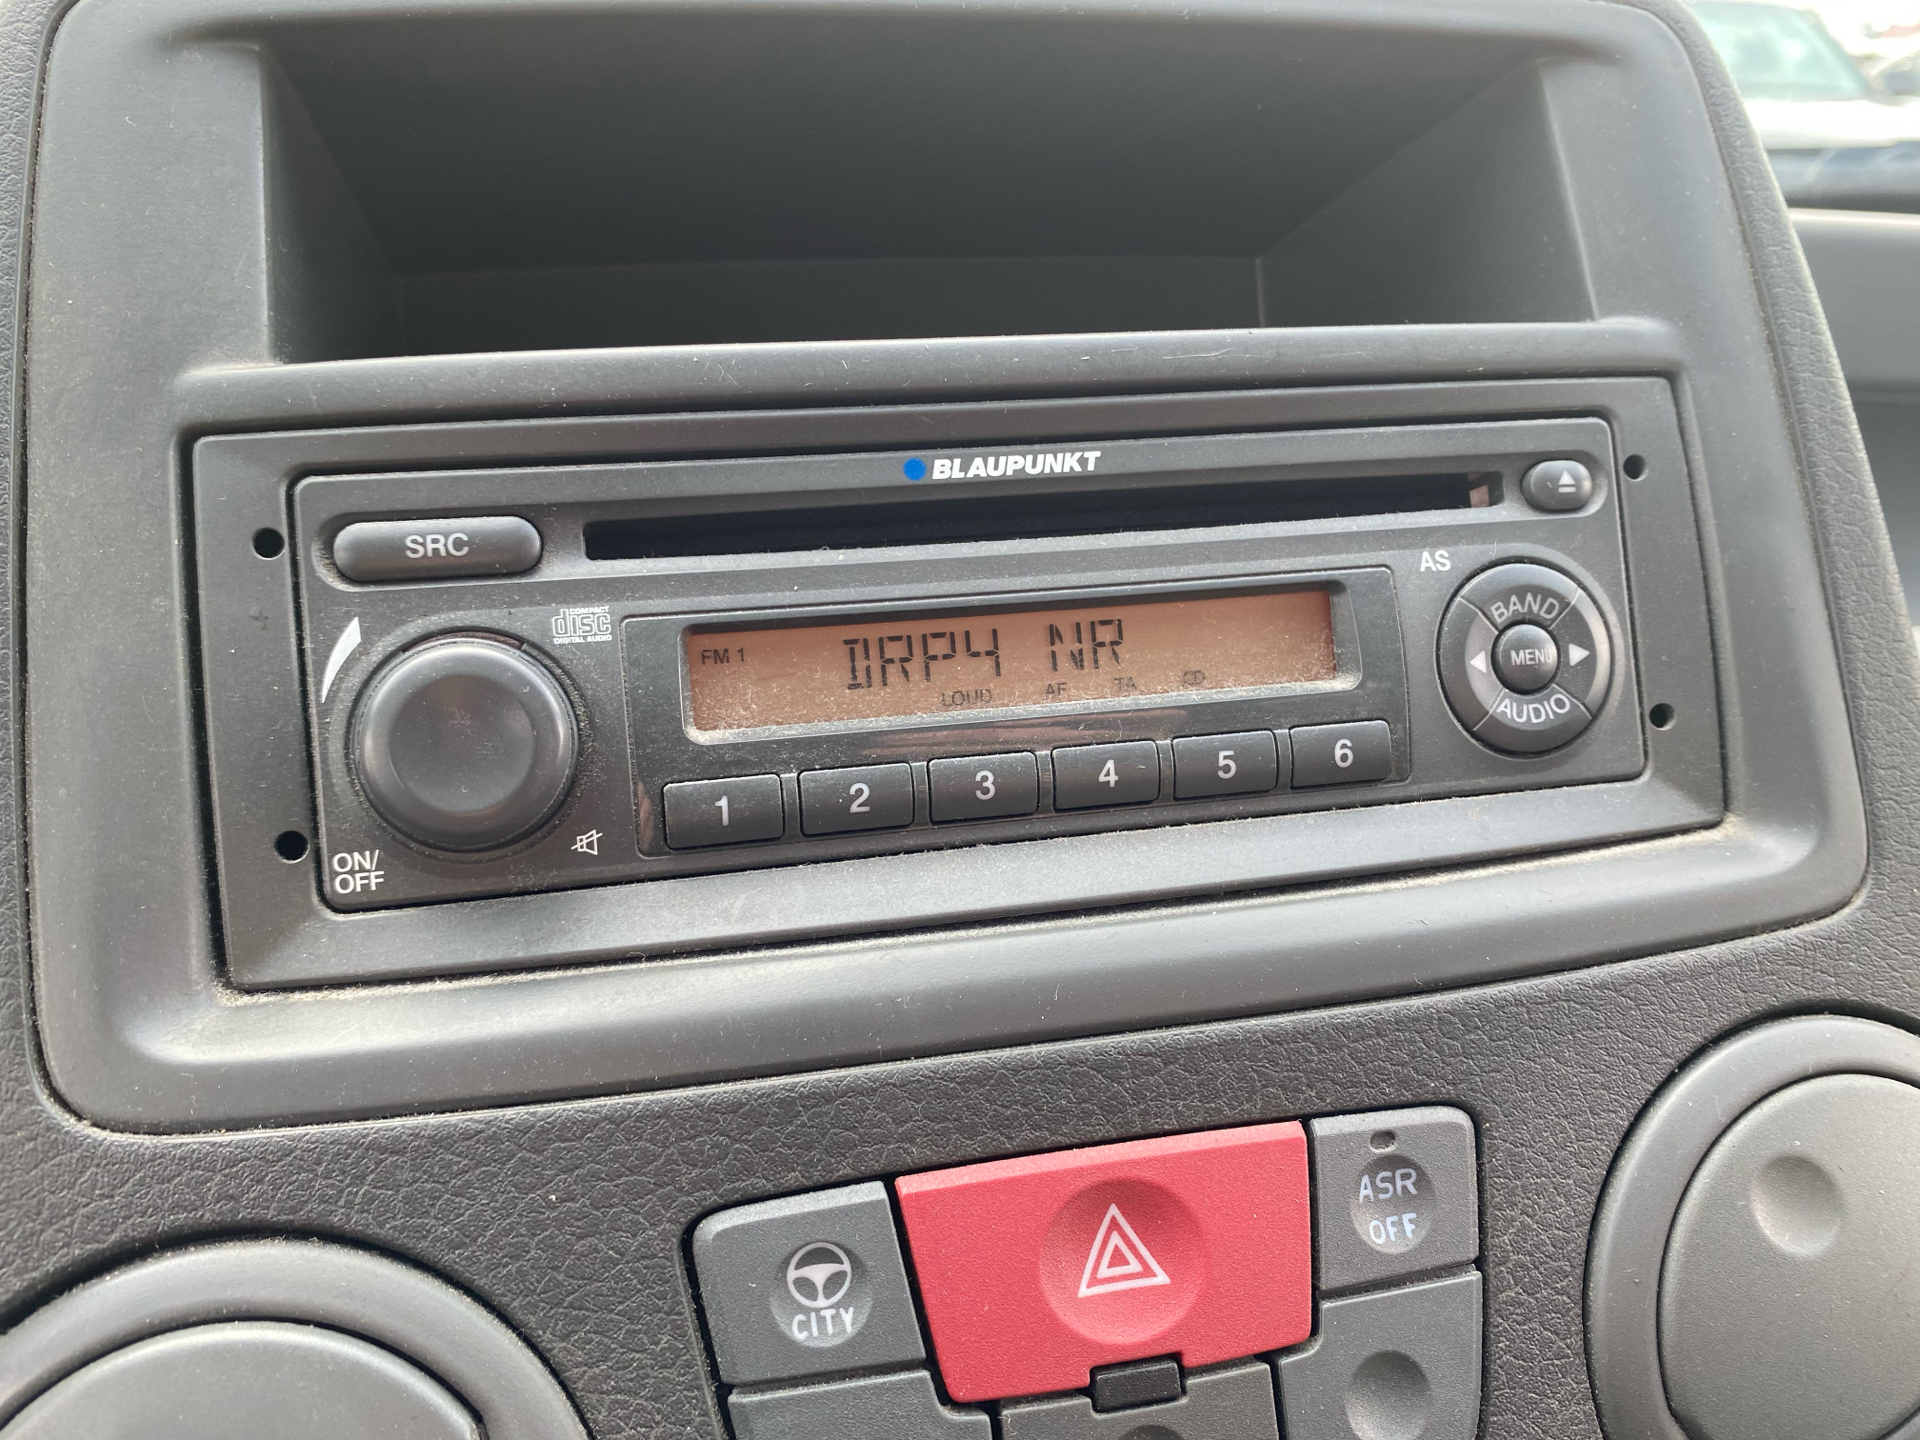 BLAUPUNKT
SRC
AS
COMPACT
disc
DIGITAL AUDIO
BAND
MENU
AUDIO
FM 1
DRP4 NR
LOUD AF TA CD
1 2 3 4 5 6
ON/
OFF
ASR
OFF
CITY